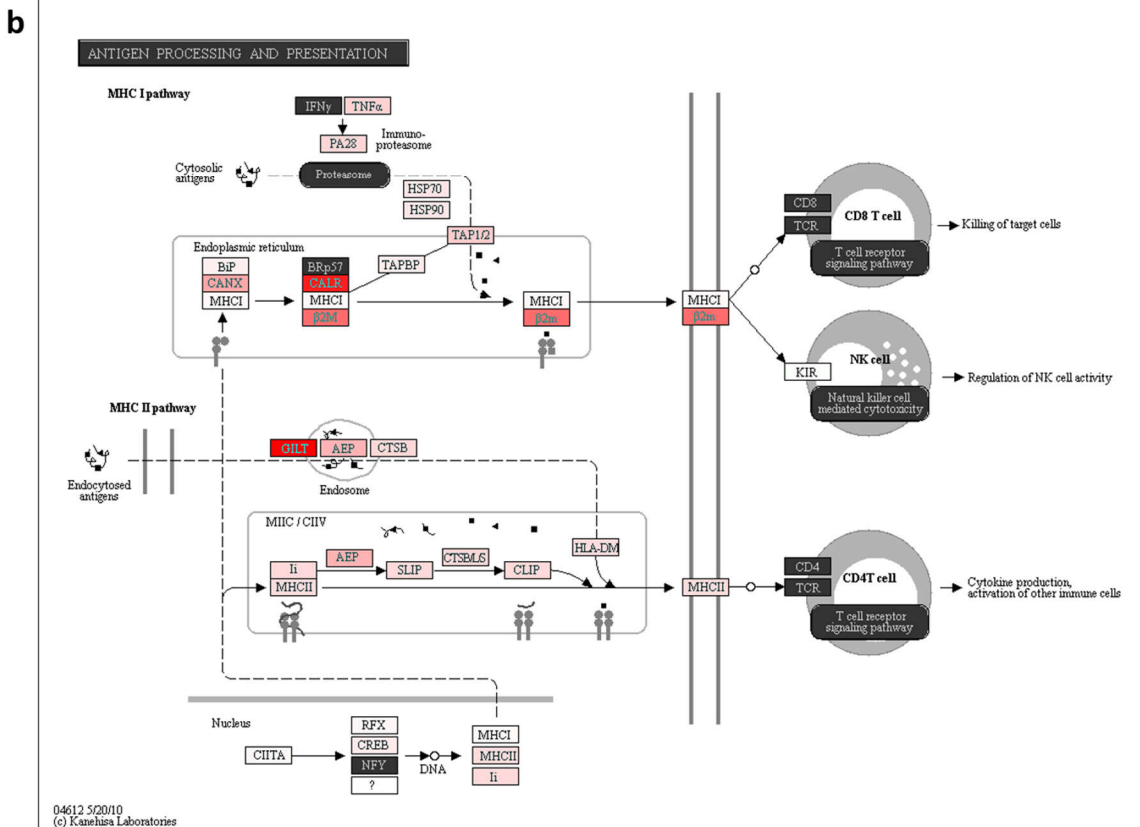 b
ANTIGEN PROCESSING AND PRESENTATION
MHC I pathway
IFNγ
TNFα
PA28
Immuno-
proteasome
Cytosolic
antigens
Proteasome
HSP70
HSP90
TAP1/2
Endoplasmic reticulum
BiP
CANX
MHCI
BRp57
CALR
MHCI
β2M
TAPBP
MHCI
β2m
MHCI
β2m
CD8
TCR
CD8 T cell
T cell receptor
signaling pathway
Killing of target cells
KIR
NK cell
Natural killer cell
mediated cytotoxicity
Regulation of NK cell activity
MHC II pathway
Endocytosed
antigens
GILT
AEP
CTSB
Endosome
MIIC / CIIV
Ii
MHCII
AEP
SLIP
CTSB/L/S
CLIP
HLA-DM
MHCII
CD4
TCR
CD4T cell
T cell receptor
signaling pathway
Cytokine production,
activation of other immune cells
Nucleus
CIITA
RFX
CREB
NFY
?
DNA
MHCI
MHCII
Ii
04612 5/20/10
(c) Kanehisa Laboratories